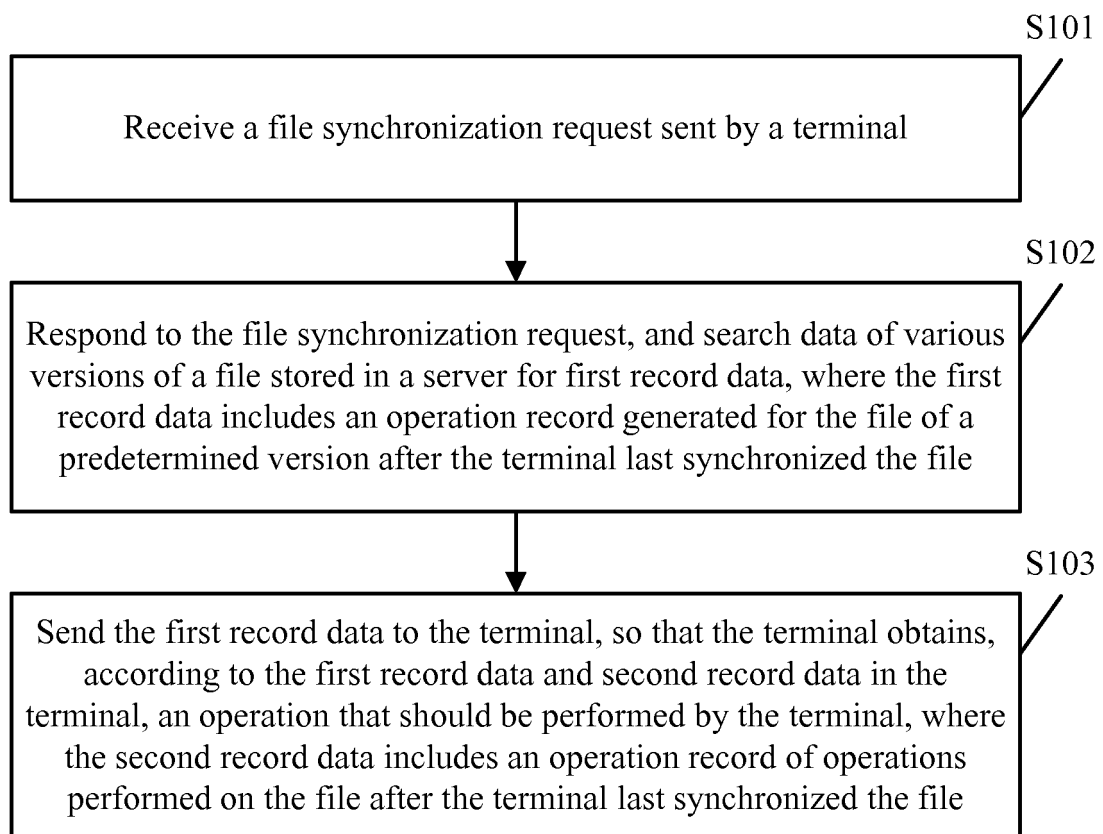 S101
Receive a file synchronization request sent by a terminal
S102
Respond to the file synchronization request, and search data of various
versions of a file stored in a server for first record data, where the first
record data includes an operation record generated for the file of a
predetermined version after the terminal last synchronized the file
S103
Send the first record data to the terminal, so that the terminal obtains,
according to the first record data and second record data in the
terminal, an operation that should be performed by the terminal, where
the second record data includes an operation record of operations
performed on the file after the terminal last synchronized the file